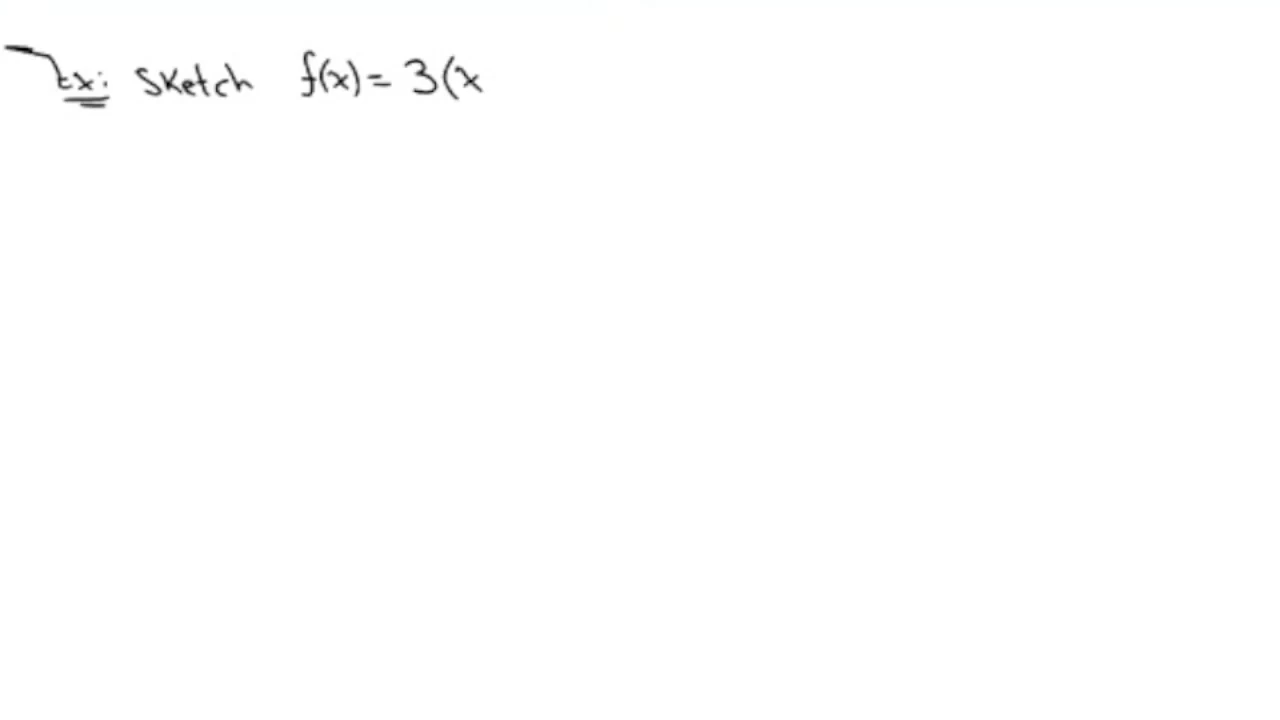 Ex: Sketch f(x) = 3(x